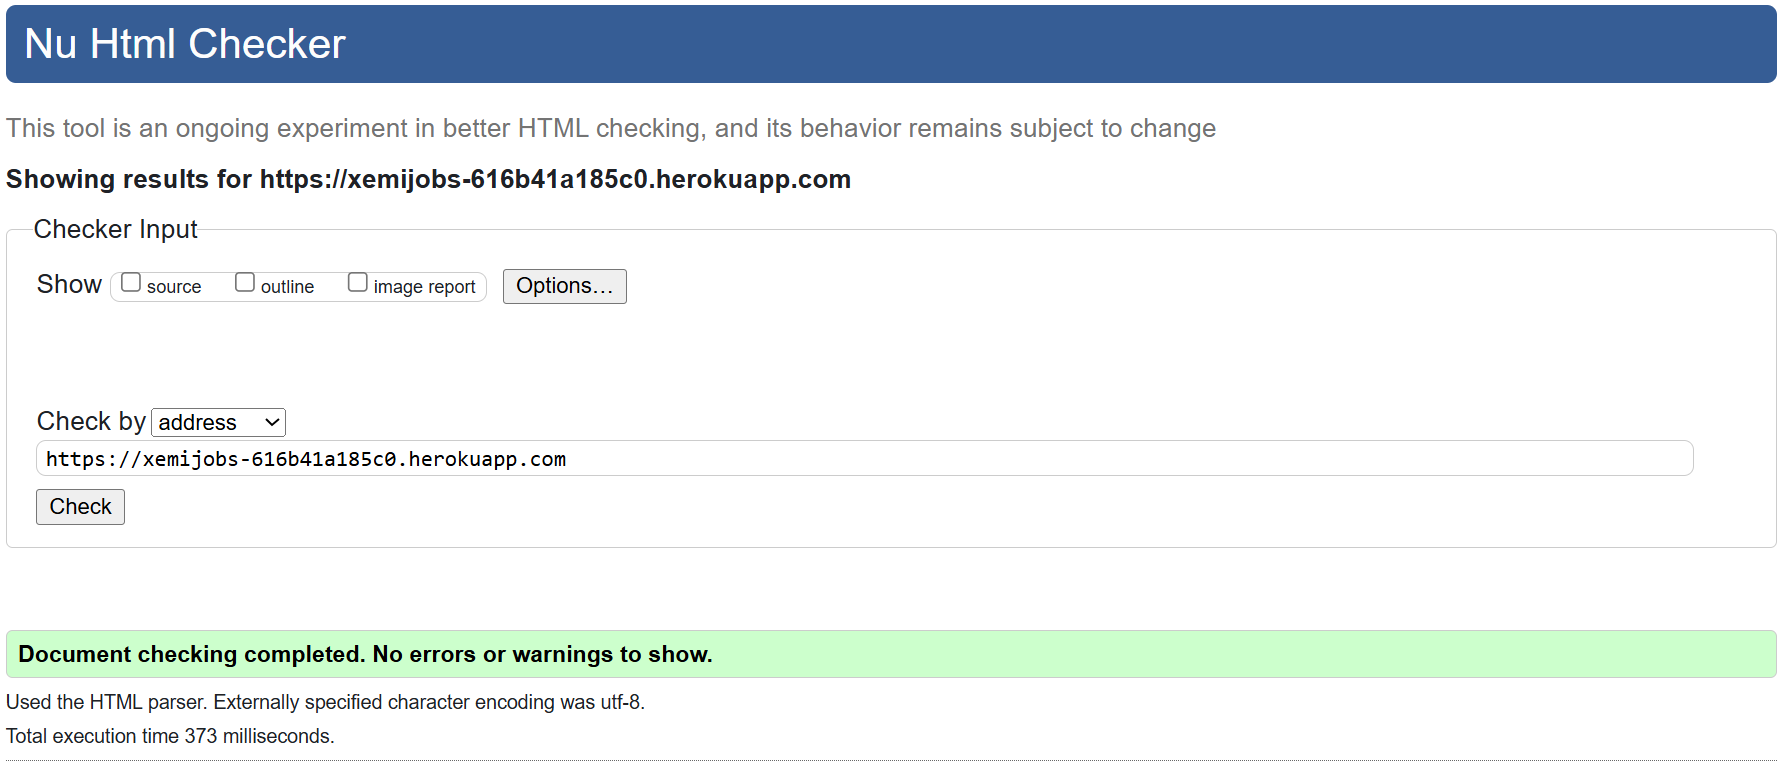 Nu Html Checker
This tool is an ongoing experiment in better HTML checking, and its behavior remains subject to change
Showing results for https://xemijobs-616b41a185c0.herokuapp.com
Checker Input
Show source outline image report Options…
Check by address
https://xemijobs-616b41a185c0.herokuapp.com
Check
Document checking completed. No errors or warnings to show.
Used the HTML parser. Externally specified character encoding was utf-8.
Total execution time 373 milliseconds.